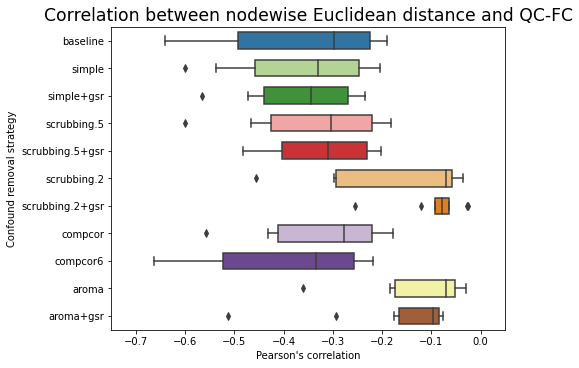 Correlation between nodewise Euclidean distance and QC-FC
Confound removal strategy
baseline
simple
simple+gsr
scrubbing.5
scrubbing.5+gsr
scrubbing.2
scrubbing.2+gsr
compcor
compcor6
aroma
aroma+gsr
−0.7 −0.6 −0.5 −0.4 −0.3 −0.2 −0.1 0.0
Pearson's correlation